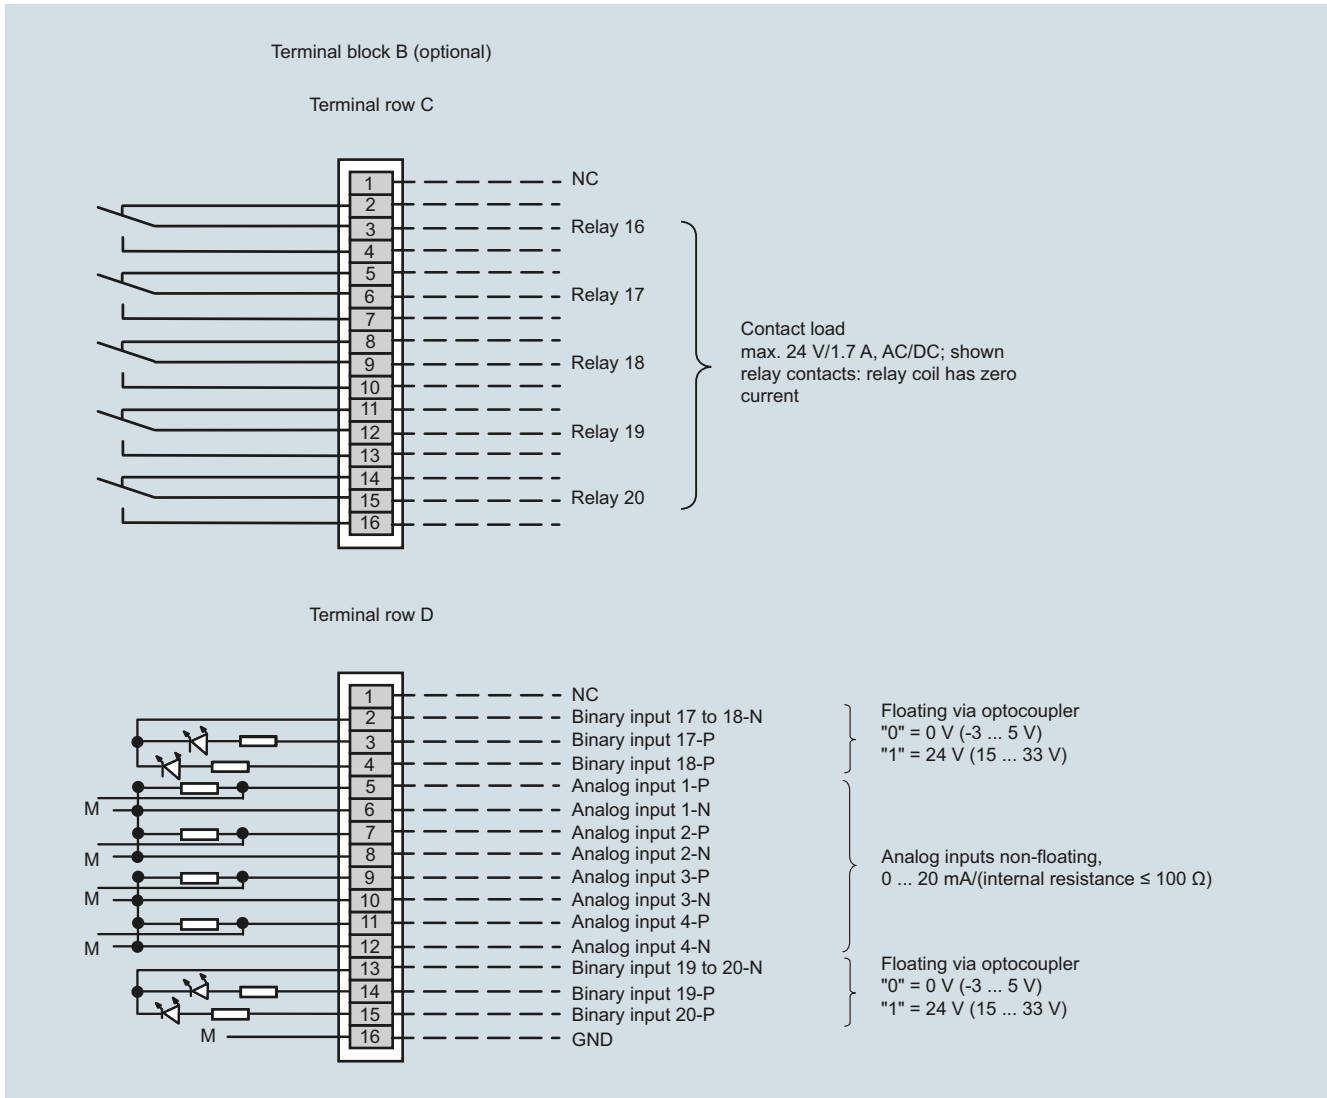 Terminal block B (optional)
Terminal row C
1 NC
2
3 Relay 16
4
5
6 Relay 17
7
8
9 Relay 18
10
11
12 Relay 19
13
14
15 Relay 20
16
Contact load
max. 24 V/1.7 A, AC/DC; shown
relay contacts: relay coil has zero
current
Terminal row D
1 NC
2 Binary input 17 to 18-N
3 Binary input 17-P
4 Binary input 18-P
Floating via optocoupler
"0" = 0 V (-3 ... 5 V)
"1" = 24 V (15 ... 33 V)
5 Analog input 1-P
M 6 Analog input 1-N
7 Analog input 2-P
M 8 Analog input 2-N
9 Analog input 3-P
M 10 Analog input 3-N
11 Analog input 4-P
M 12 Analog input 4-N
Analog inputs non-floating,
0 ... 20 mA/(internal resistance ≤ 100 Ω)
13 Binary input 19 to 20-N
14 Binary input 19-P
15 Binary input 20-P
Floating via optocoupler
"0" = 0 V (-3 ... 5 V)
"1" = 24 V (15 ... 33 V)
M 16 GND